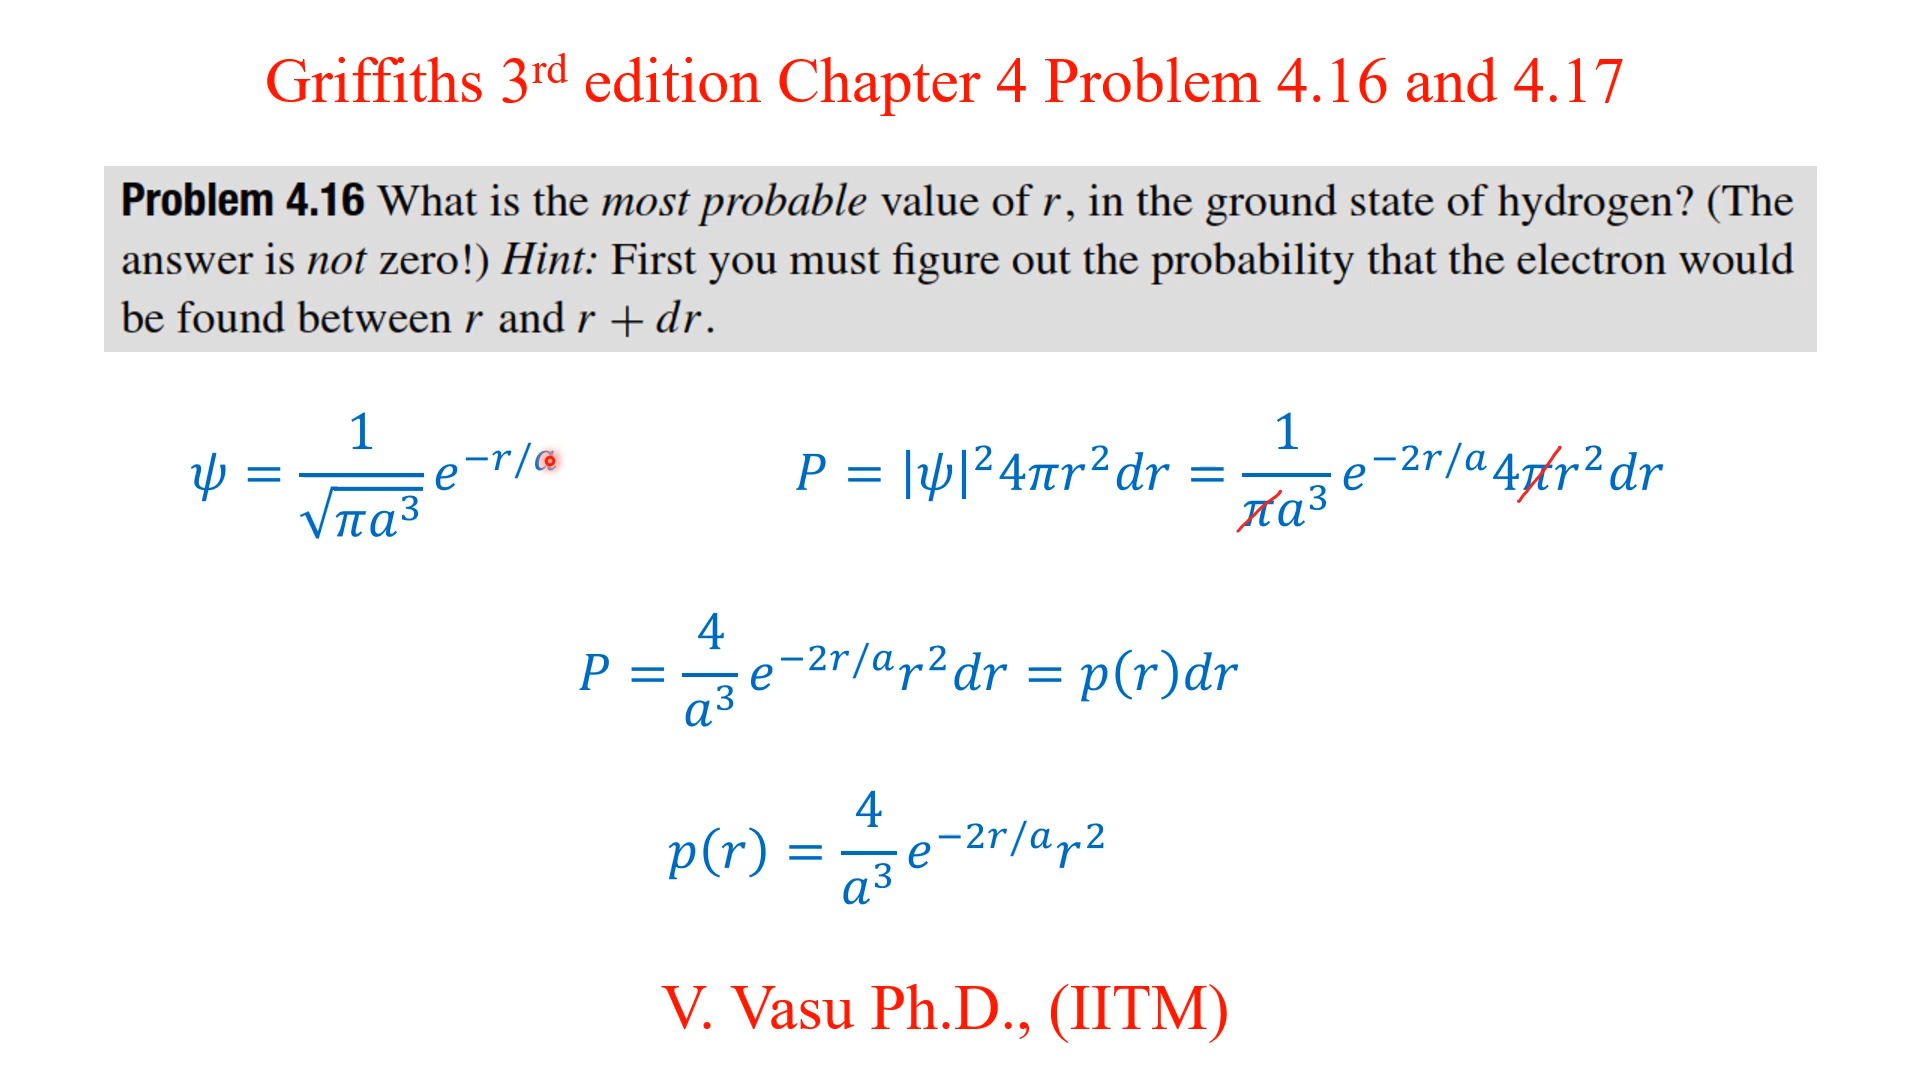 Griffiths 3rd edition Chapter 4 Problem 4.16 and 4.17
Problem 4.16 What is the most probable value of r, in the ground state of hydrogen? (The
answer is not zero!) Hint: First you must figure out the probability that the electron would
be found between r and r + dr.
ψ = 1/√(πa³) e^(−r/a)
P = |ψ|²4πr²dr = 1/(πa³) e^(−2r/a) 4πr²dr
P = 4/a³ e^(−2r/a) r²dr = p(r)dr
p(r) = 4/a³ e^(−2r/a) r²
V. Vasu Ph.D., (IITM)